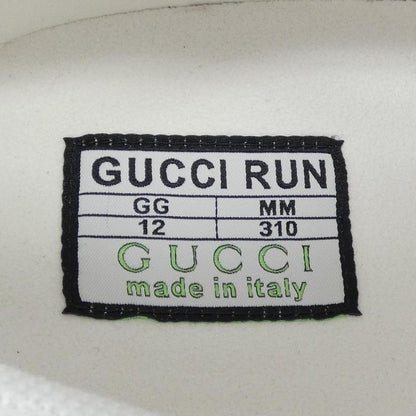 GUCCI RUN
GG MM
12 310
GUCCI
made in italy